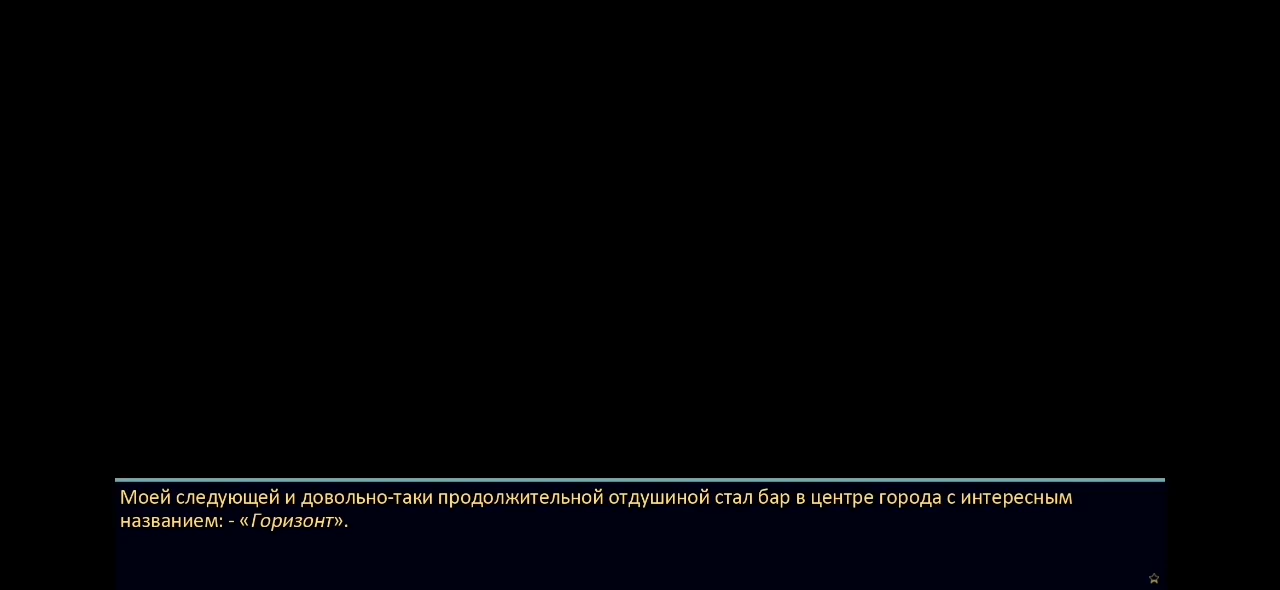 Моей следующей и довольно-таки продолжительной отдушиной стал бар в центре города с интересным
названием: - «Горизонт».